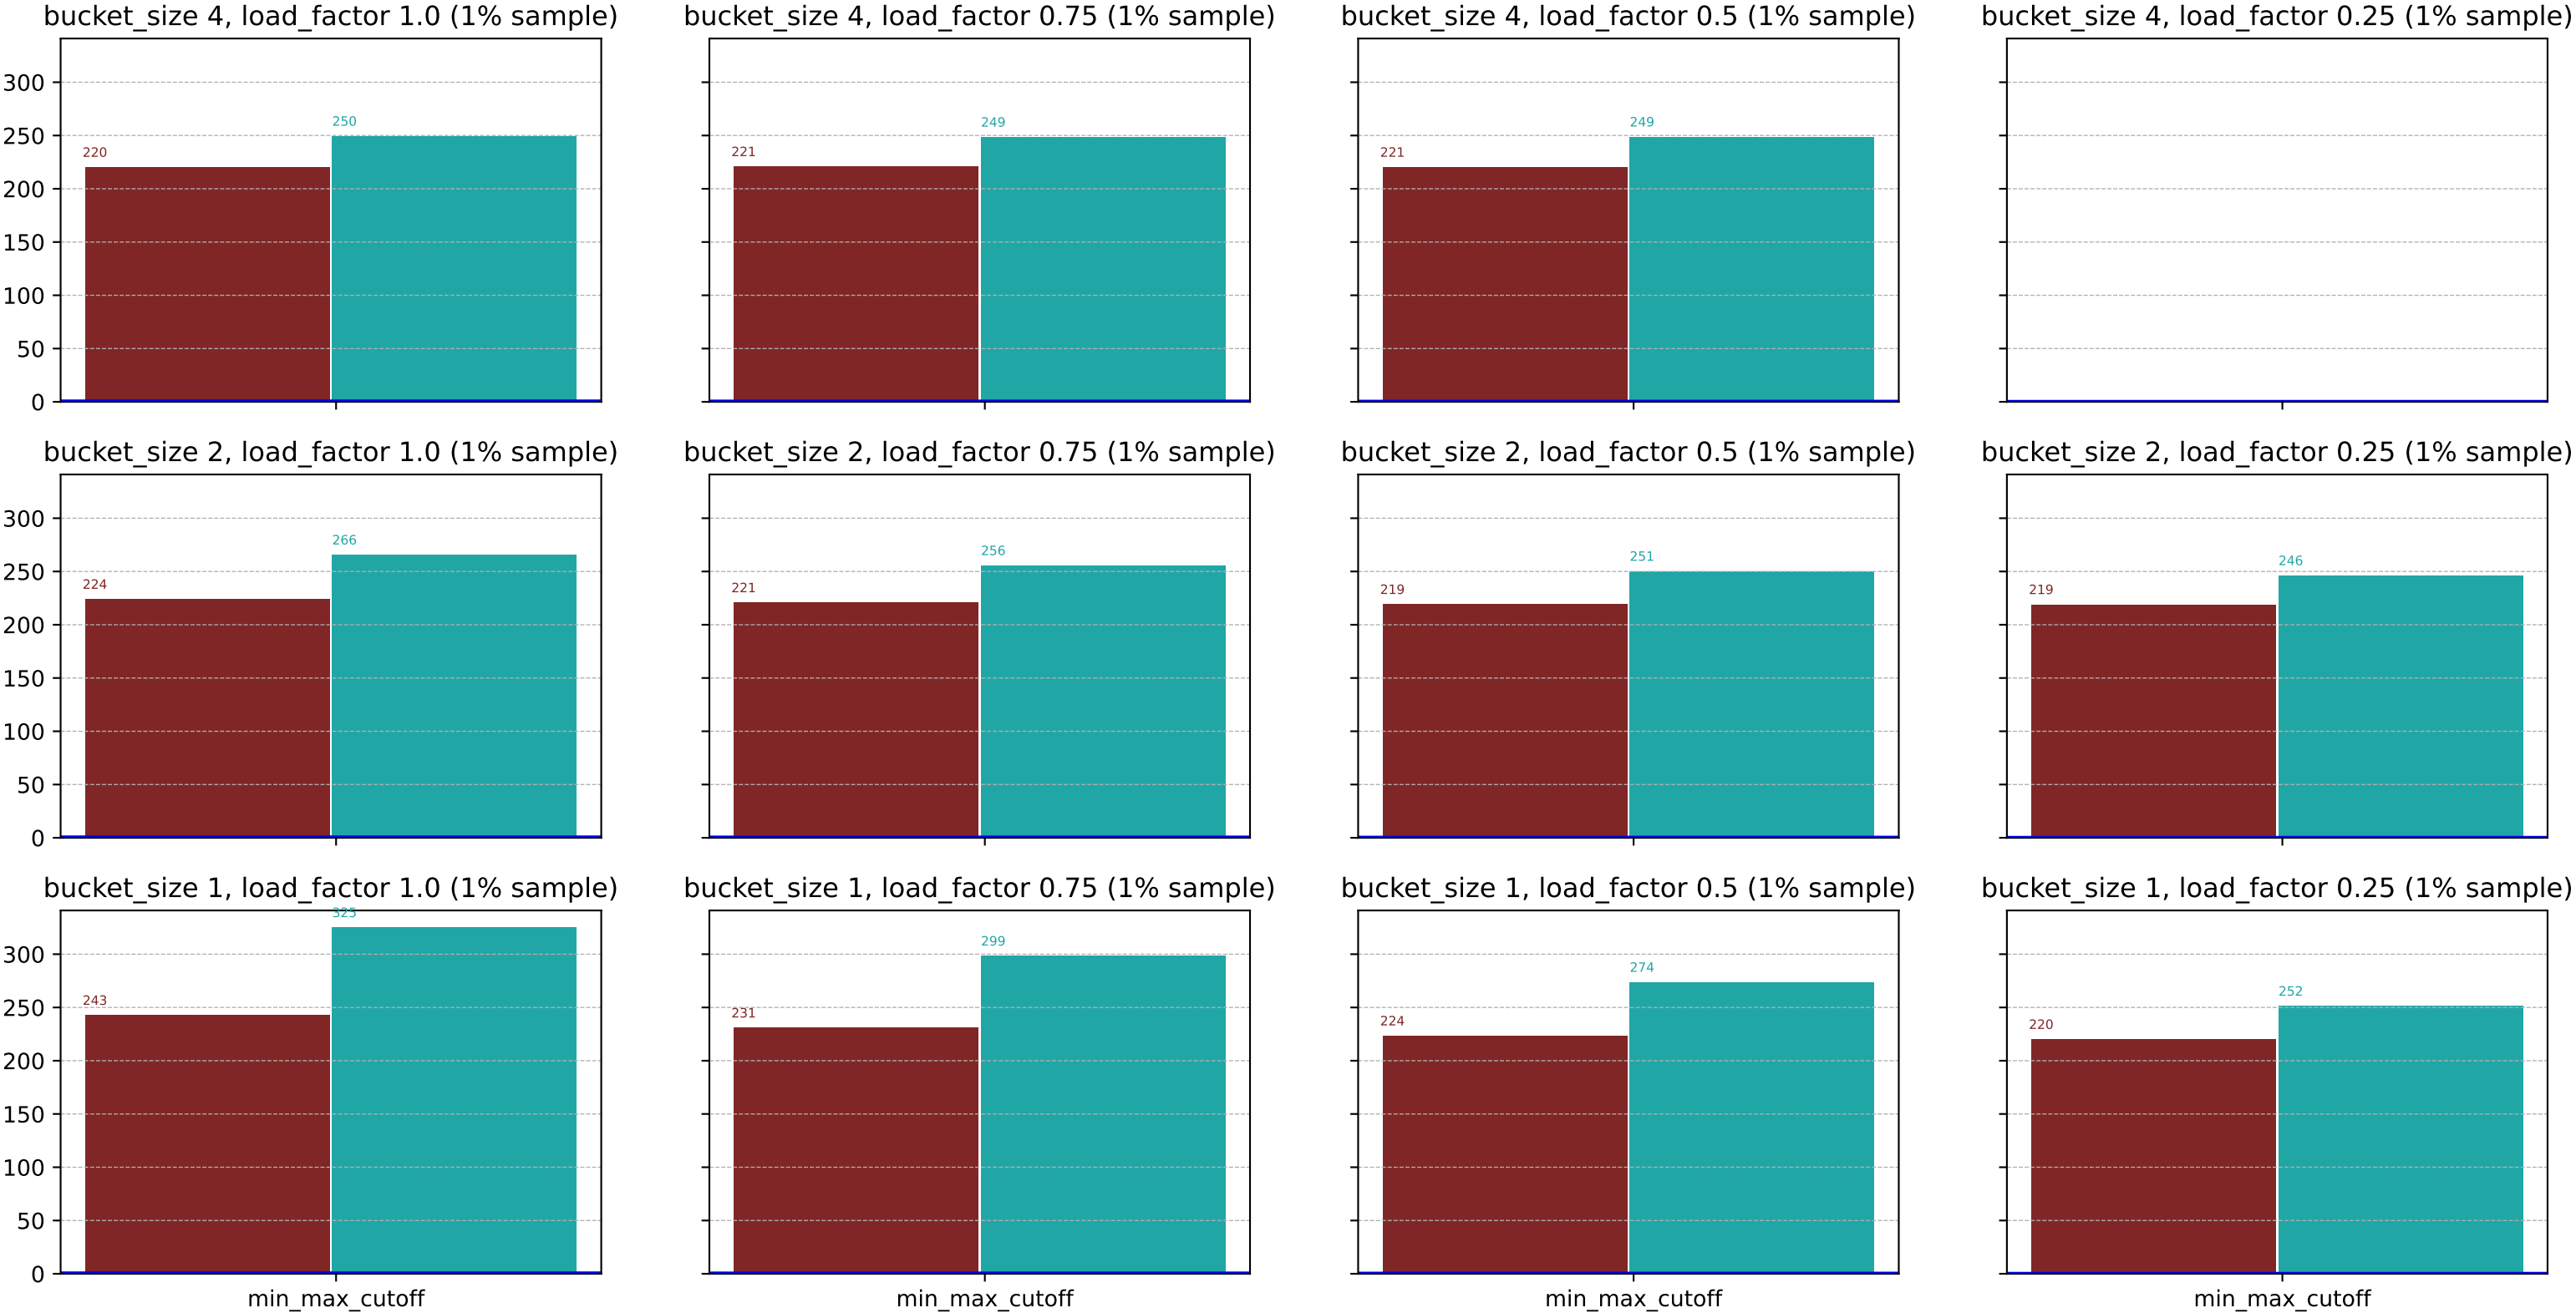 bucket_size 4, load_factor 1.0 (1% sample)
bucket_size 4, load_factor 0.75 (1% sample)
bucket_size 4, load_factor 0.5 (1% sample)
bucket_size 4, load_factor 0.25 (1% sample)
300
250
200
150
100
50
0
220
250
221
249
221
249
bucket_size 2, load_factor 1.0 (1% sample)
bucket_size 2, load_factor 0.75 (1% sample)
bucket_size 2, load_factor 0.5 (1% sample)
bucket_size 2, load_factor 0.25 (1% sample)
300
250
200
150
100
50
0
224
266
221
256
219
251
219
246
bucket_size 1, load_factor 1.0 (1% sample)
bucket_size 1, load_factor 0.75 (1% sample)
bucket_size 1, load_factor 0.5 (1% sample)
bucket_size 1, load_factor 0.25 (1% sample)
300
250
200
150
100
50
0
243
325
231
299
224
274
220
252
min_max_cutoff
min_max_cutoff
min_max_cutoff
min_max_cutoff